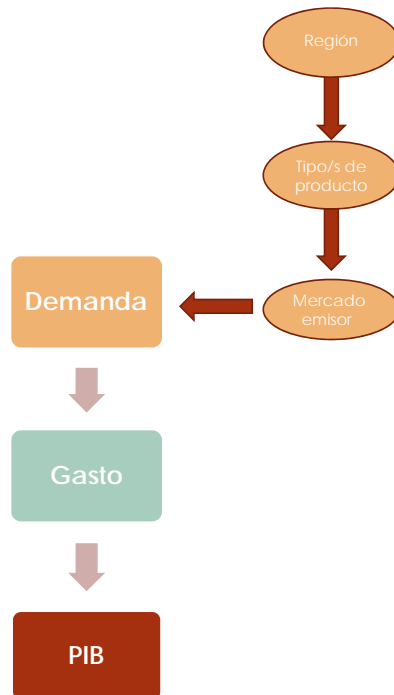 Región
Tipo/s de
producto
Mercado
emisor
Demanda
Gasto
PIB